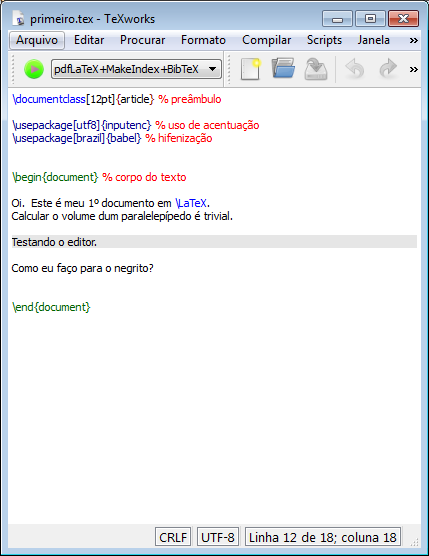 primeiro.tex - TeXworks
Arquivo Editar Procurar Formato Compilar Scripts Janela »
pdfLaTeX+MakeIndex+BibTeX »
\documentclass[12pt]{article} % preâmbulo
\usepackage[utf8]{inputenc} % uso de acentuação
\usepackage[brazil]{babel} % hifenização
\begin{document} % corpo do texto
Oi. Este é meu 1º documento em \LaTeX.
Calcular o volume dum paralelepípedo é trivial.
Testando o editor.
Como eu faço para o negrito?
\end{document}
CRLF UTF-8 Linha 12 de 18; coluna 18